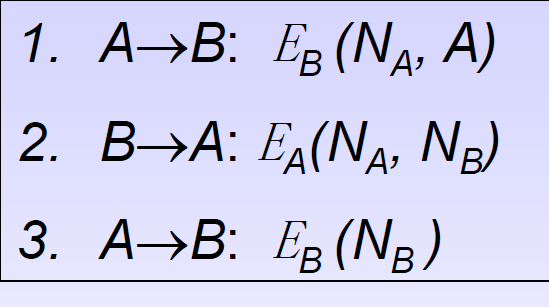 1. A→B: E_B (N_A, A)
2. B→A: E_A(N_A, N_B)
3. A→B: E_B (N_B )